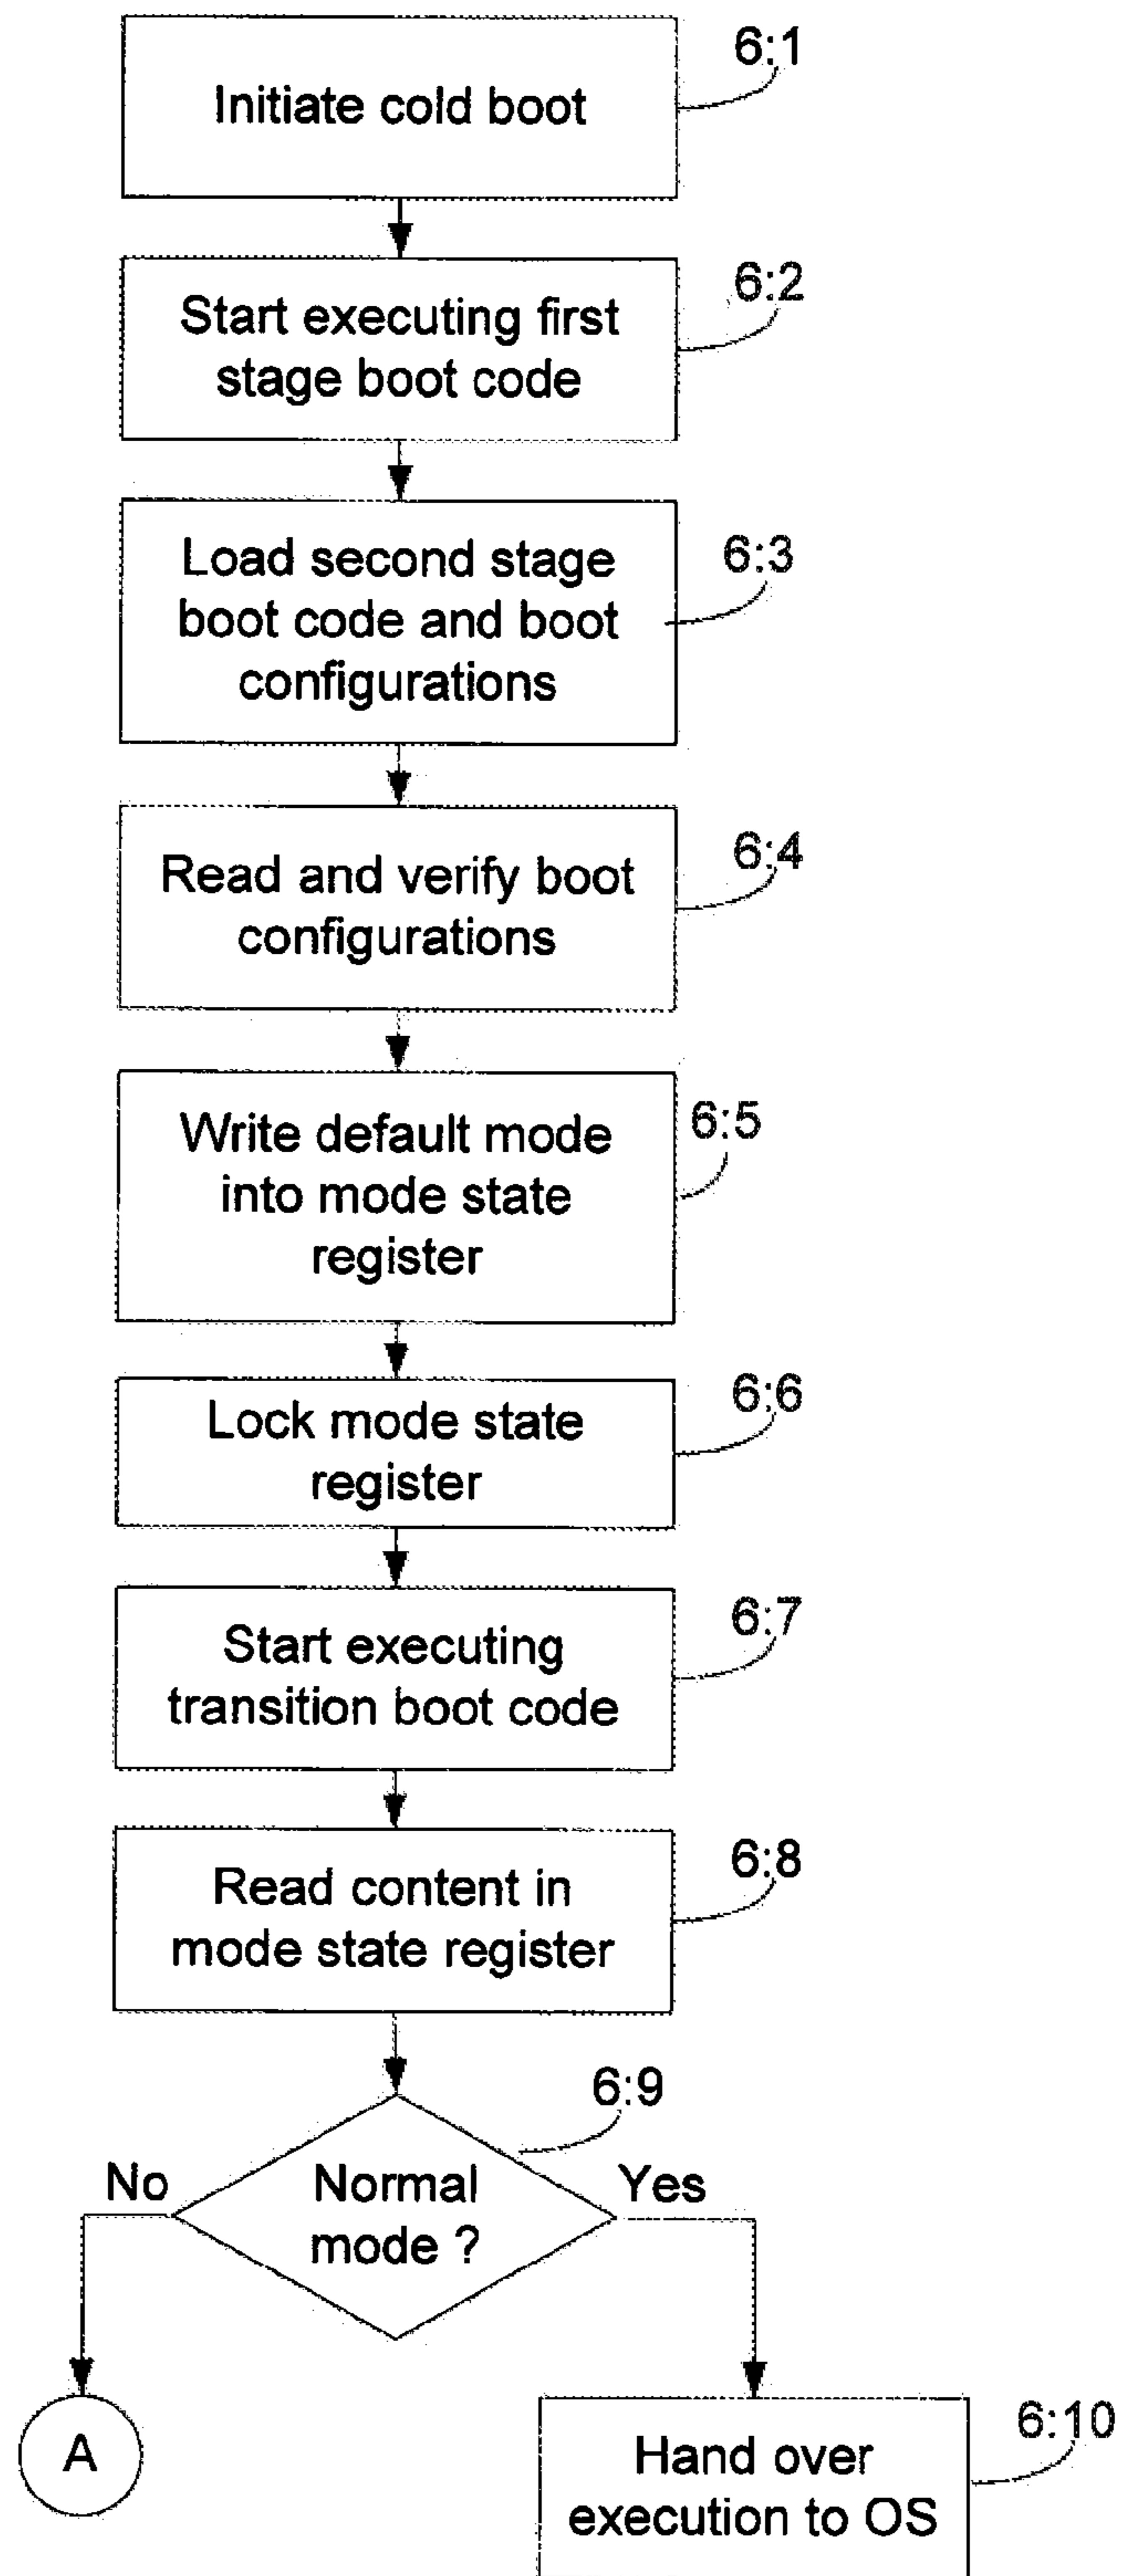 6:1
Initiate cold boot
6:2
Start executing first
stage boot code
6:3
Load second stage
boot code and boot
configurations
6:4
Read and verify boot
configurations
6:5
Write default mode
into mode state
register
6:6
Lock mode state
register
6:7
Start executing
transition boot code
6:8
Read content in
mode state register
6:9
No
Normal
mode ?
Yes
A
6:10
Hand over
execution to OS